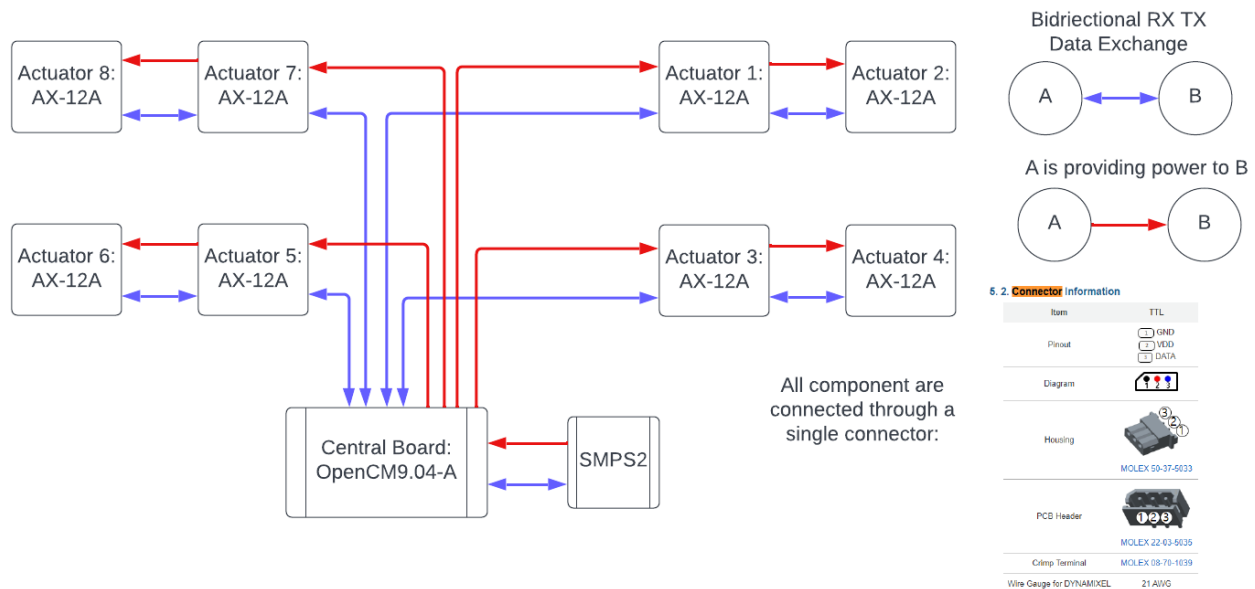 Bidriectional RX TX
Data Exchange
Actuator 8:
AX-12A
Actuator 7:
AX-12A
Actuator 1:
AX-12A
Actuator 2:
AX-12A
A
B
A is providing power to B
A
B
Actuator 6:
AX-12A
Actuator 5:
AX-12A
Actuator 3:
AX-12A
Actuator 4:
AX-12A
5. 2. Connector Information
Item
TTL
Pinout
1 GND
2 VDD
3 DATA
Diagram
1 2 3
All component are
connected through a
single connector:
Housing
3
2
1
MOLEX 50-37-5033
Central Board:
OpenCM9.04-A
SMPS2
PCB Header
1 2 3
MOLEX 22-03-5035
Crimp Terminal
MOLEX 08-70-1039
Wire Gauge for DYNAMIXEL
21 AWG